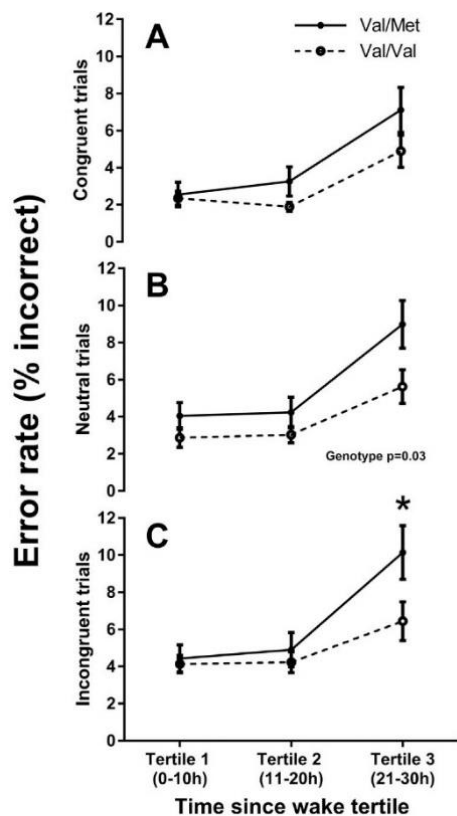 Val/Met
Val/Val
A
Congruent trials
12
10
8
6
4
2
0
B
Neutral trials
12
10
8
6
4
2
0
Genotype p=0.03
C
*
Incongruent trials
12
10
8
6
4
2
0
Error rate (% incorrect)
Tertile 1 Tertile 2 Tertile 3
(0-10h) (11-20h) (21-30h)
Time since wake tertile